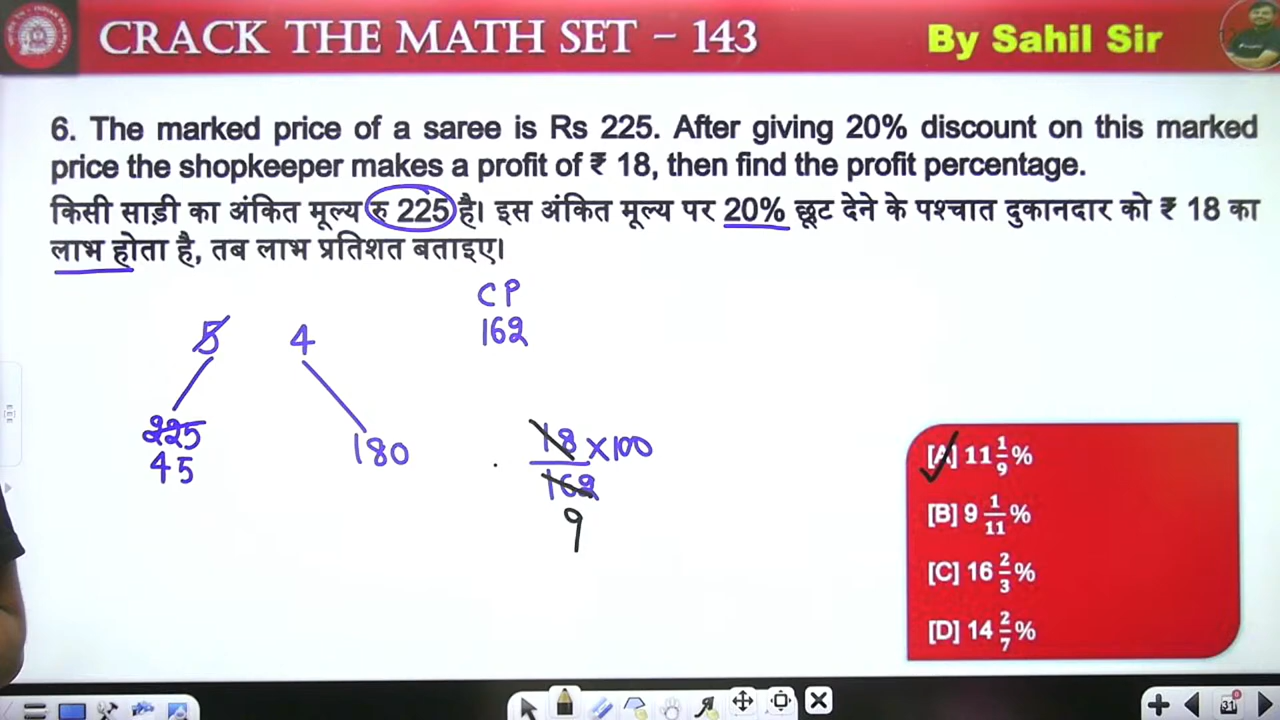 CRACK THE MATH SET – 143
By Sahil Sir
6. The marked price of a saree is Rs 225. After giving 20% discount on this marked
price the shopkeeper makes a profit of ₹ 18, then find the profit percentage.
किसी साड़ी का अंकित मूल्य रु 225 है। इस अंकित मूल्य पर 20% छूट देने के पश्चात दुकानदार को ₹ 18 का
लाभ होता है, तब लाभ प्रतिशत बताइए।
CP
162
5 4
225
45
180
18 ×100
162
9
[A] 11 1/9 %
[B] 9 1/11 %
[C] 16 2/3 %
[D] 14 2/7 %
31